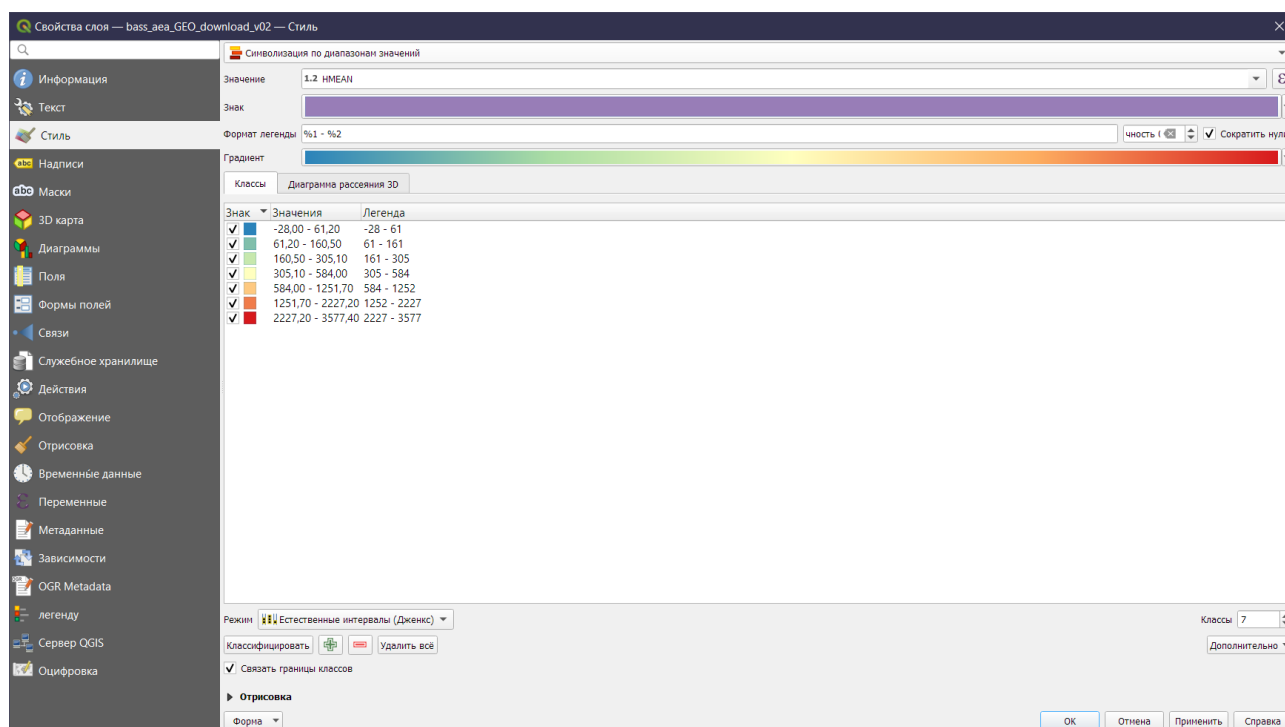 Свойства слоя — bass_aea_GEO_download_v02 — Стиль
Информация
Текст
Стиль
Надписи
Маски
3D карта
Диаграммы
Поля
Формы полей
Связи
Служебное хранилище
Действия
Отображение
Отрисовка
Временны́е данные
Переменные
Метаданные
Зависимости
OGR Metadata
легенду
Сервер QGIS
Оцифровка
Символизация по диапазонам значений
Значение 1.2 HMEAN ε
Знак
Формат легенды %1 - %2 чность ( Сократить нул
Градиент
Классы Диаграмма рассеяния 3D
Знак Значения Легенда
-28,00 - 61,20 -28 - 61
61,20 - 160,50 61 - 161
160,50 - 305,10 161 - 305
305,10 - 584,00 305 - 584
584,00 - 1251,70 584 - 1252
1251,70 - 2227,20 1252 - 2227
2227,20 - 3577,40 2227 - 3577
Режим Естественные интервалы (Дженкс) Классы 7
Классифицировать Удалить всё Дополнительно
Связать границы классов
Отрисовка
Форма OK Отмена Применить Справка